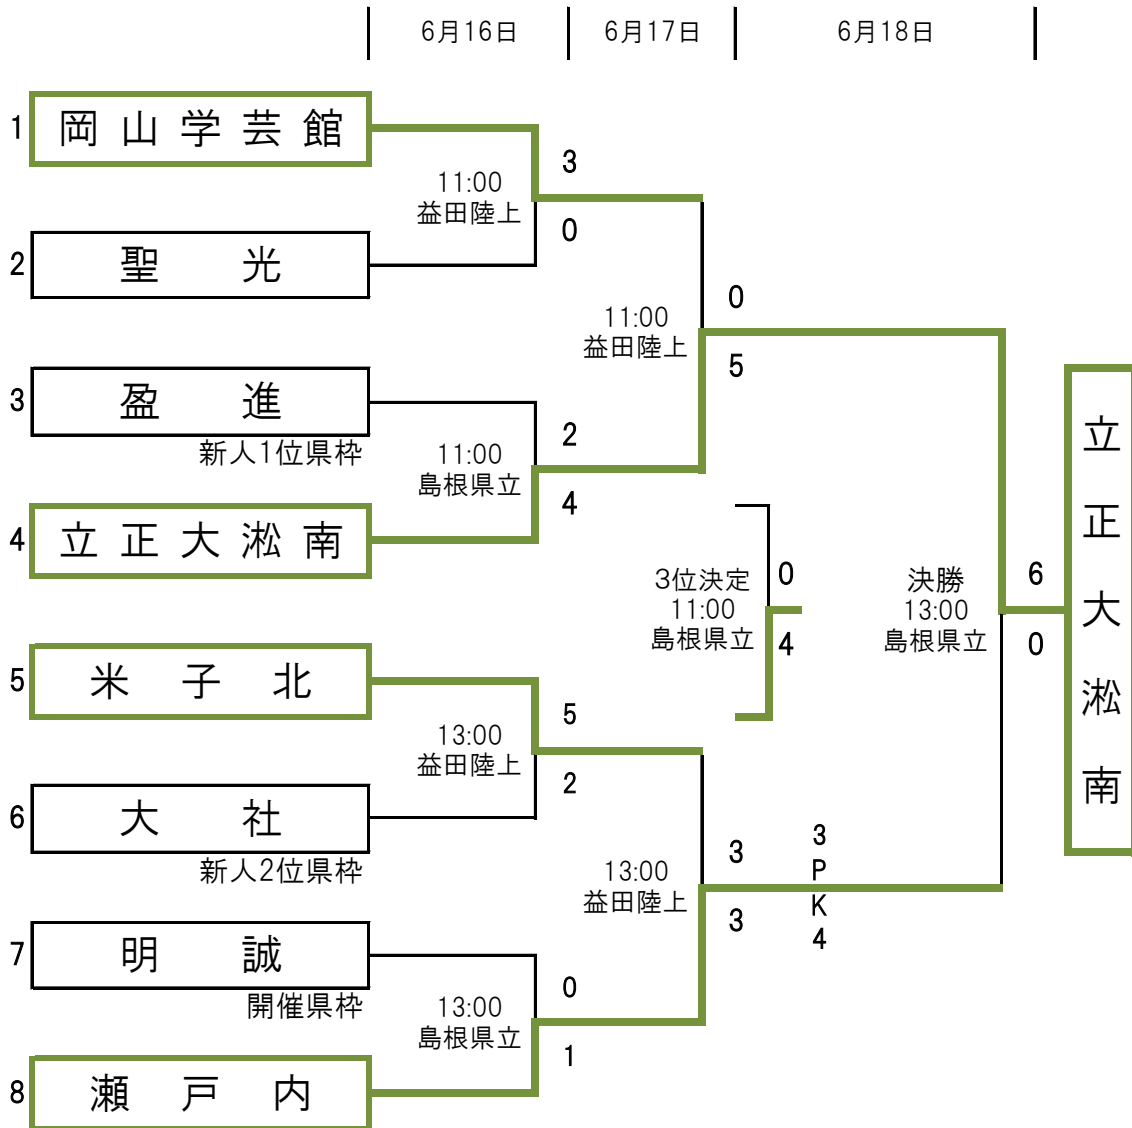 6月16日
6月17日
6月18日
1
岡山学芸館
11:00
益田陸上
3
0
2
聖光
11:00
益田陸上
0
5
3
盈進
新人1位県枠
11:00
島根県立
2
4
4
立正大淞南
3位決定
11:00
島根県立
0
4
決勝
13:00
島根県立
6
0
立正大淞南
5
米子北
13:00
益田陸上
5
2
6
大社
新人2位県枠
13:00
益田陸上
3
3
3
P
K
4
7
明誠
開催県枠
13:00
島根県立
0
1
8
瀬戸内